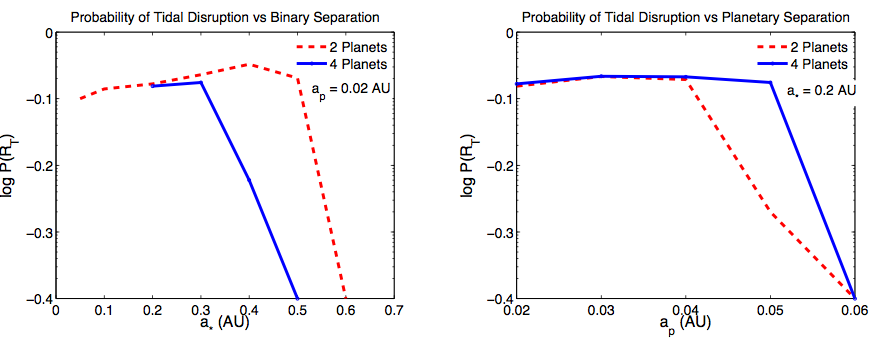 Probability of Tidal Disruption vs Binary Separation
0
−0.1
−0.2
−0.3
−0.4
log P(R_T)
2 Planets
4 Planets
a_p = 0.02 AU
0 0.1 0.2 0.3 0.4 0.5 0.6 0.7
a_* (AU)
Probability of Tidal Disruption vs Planetary Separation
0
−0.1
−0.2
−0.3
−0.4
log P(R_T)
2 Planets
4 Planets
a_* = 0.2 AU
0.02 0.03 0.04 0.05 0.06
a_p (AU)